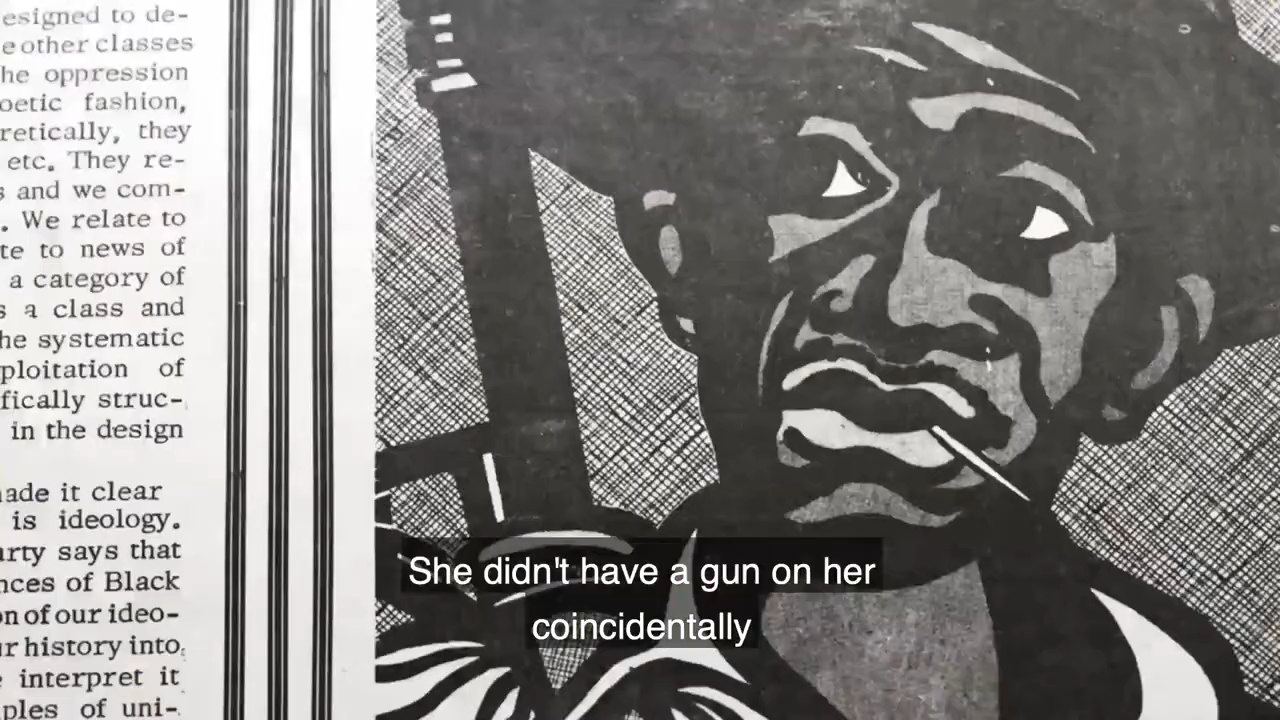 esigned to de-
e other classes
he oppression
oetic fashion,
retically, they
etc. They re-
s and we com-
. We relate to
te to news of
a category of
s a class and
he systematic
ploitation of
fically struc-
in the design
ade it clear
is ideology.
arty says that
nces of Black
on of our ideo-
ur history into
e interpret it
ples of uni-
She didn't have a gun on her
coincidentally